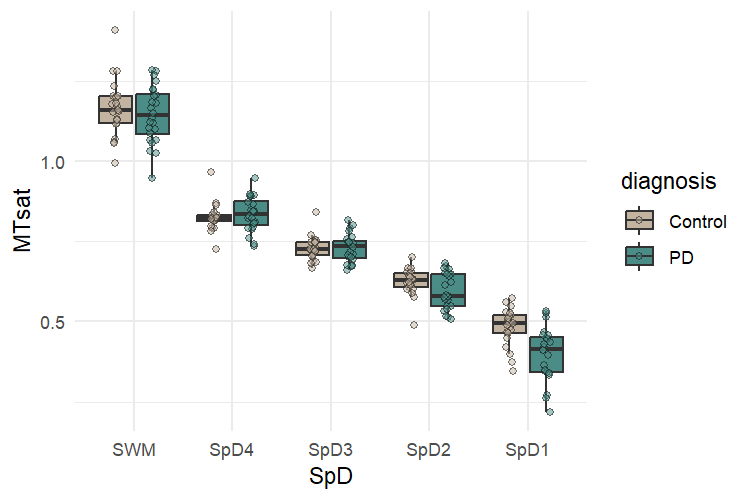 MTsat
1.0
0.5
SWM SpD4 SpD3 SpD2 SpD1
SpD
diagnosis
Control
PD